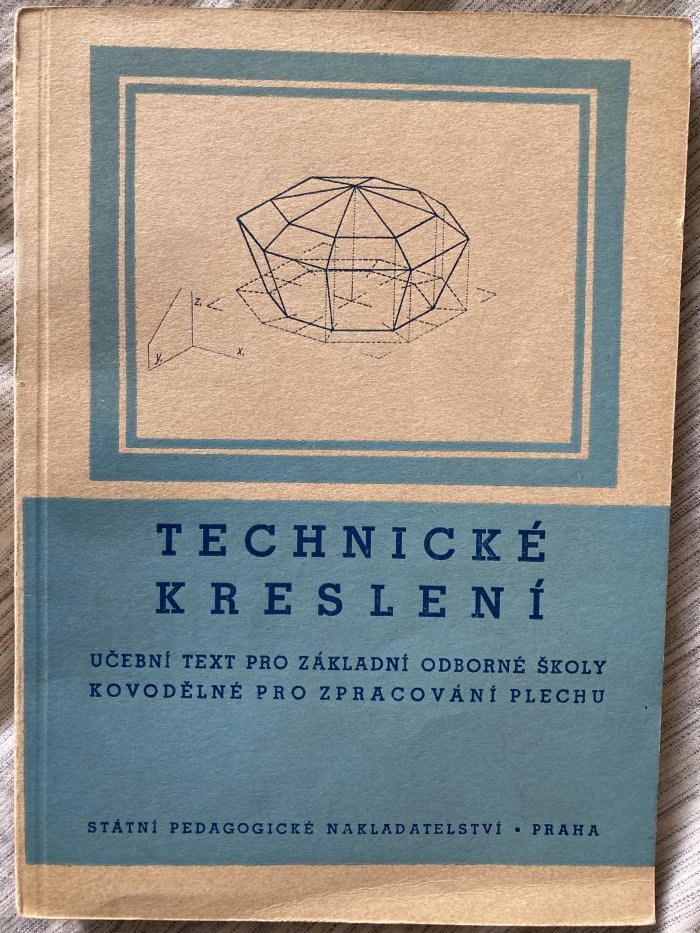 z,
y,
x,
TECHNICKÉ
KRESLENÍ
UČEBNÍ TEXT PRO ZÁKLADNÍ ODBORNÉ ŠKOLY
KOVODĚLNÉ PRO ZPRACOVÁNÍ PLECHU
STÁTNÍ PEDAGOGICKÉ NAKLADATELSTVÍ • PRAHA